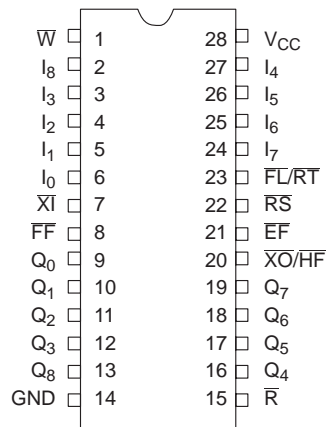 W̅ 1 28 V_CC
I₈ 2 27 I₄
I₃ 3 26 I₅
I₂ 4 25 I₆
I₁ 5 24 I₇
I₀ 6 23 F̅L̅/R̅T̅
X̅I̅ 7 22 R̅S̅
F̅F̅ 8 21 E̅F̅
Q₀ 9 20 X̅O̅/H̅F̅
Q₁ 10 19 Q₇
Q₂ 11 18 Q₆
Q₃ 12 17 Q₅
Q₈ 13 16 Q₄
GND 14 15 R̅